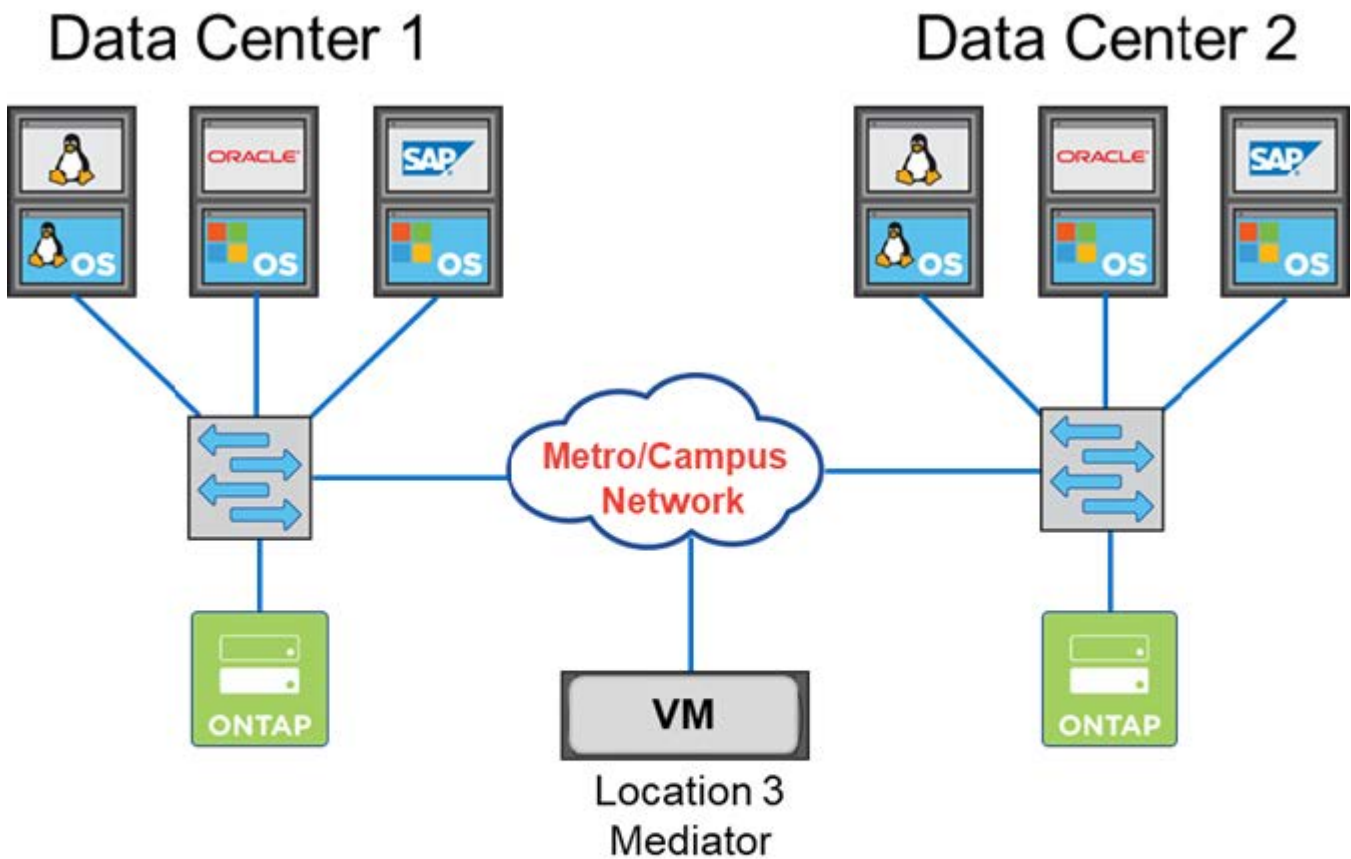 Data Center 1
Data Center 2
ORACLE
SAP
ORACLE
SAP
OS
OS
OS
OS
OS
OS
Metro/Campus
Network
ONTAP
ONTAP
VM
Location 3
Mediator